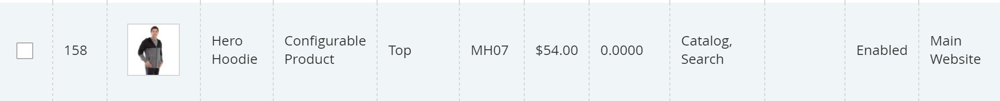 158
Hero
Hoodie
Configurable
Product
Top
MH07
$54.00
0.0000
Catalog,
Search
Enabled
Main
Website